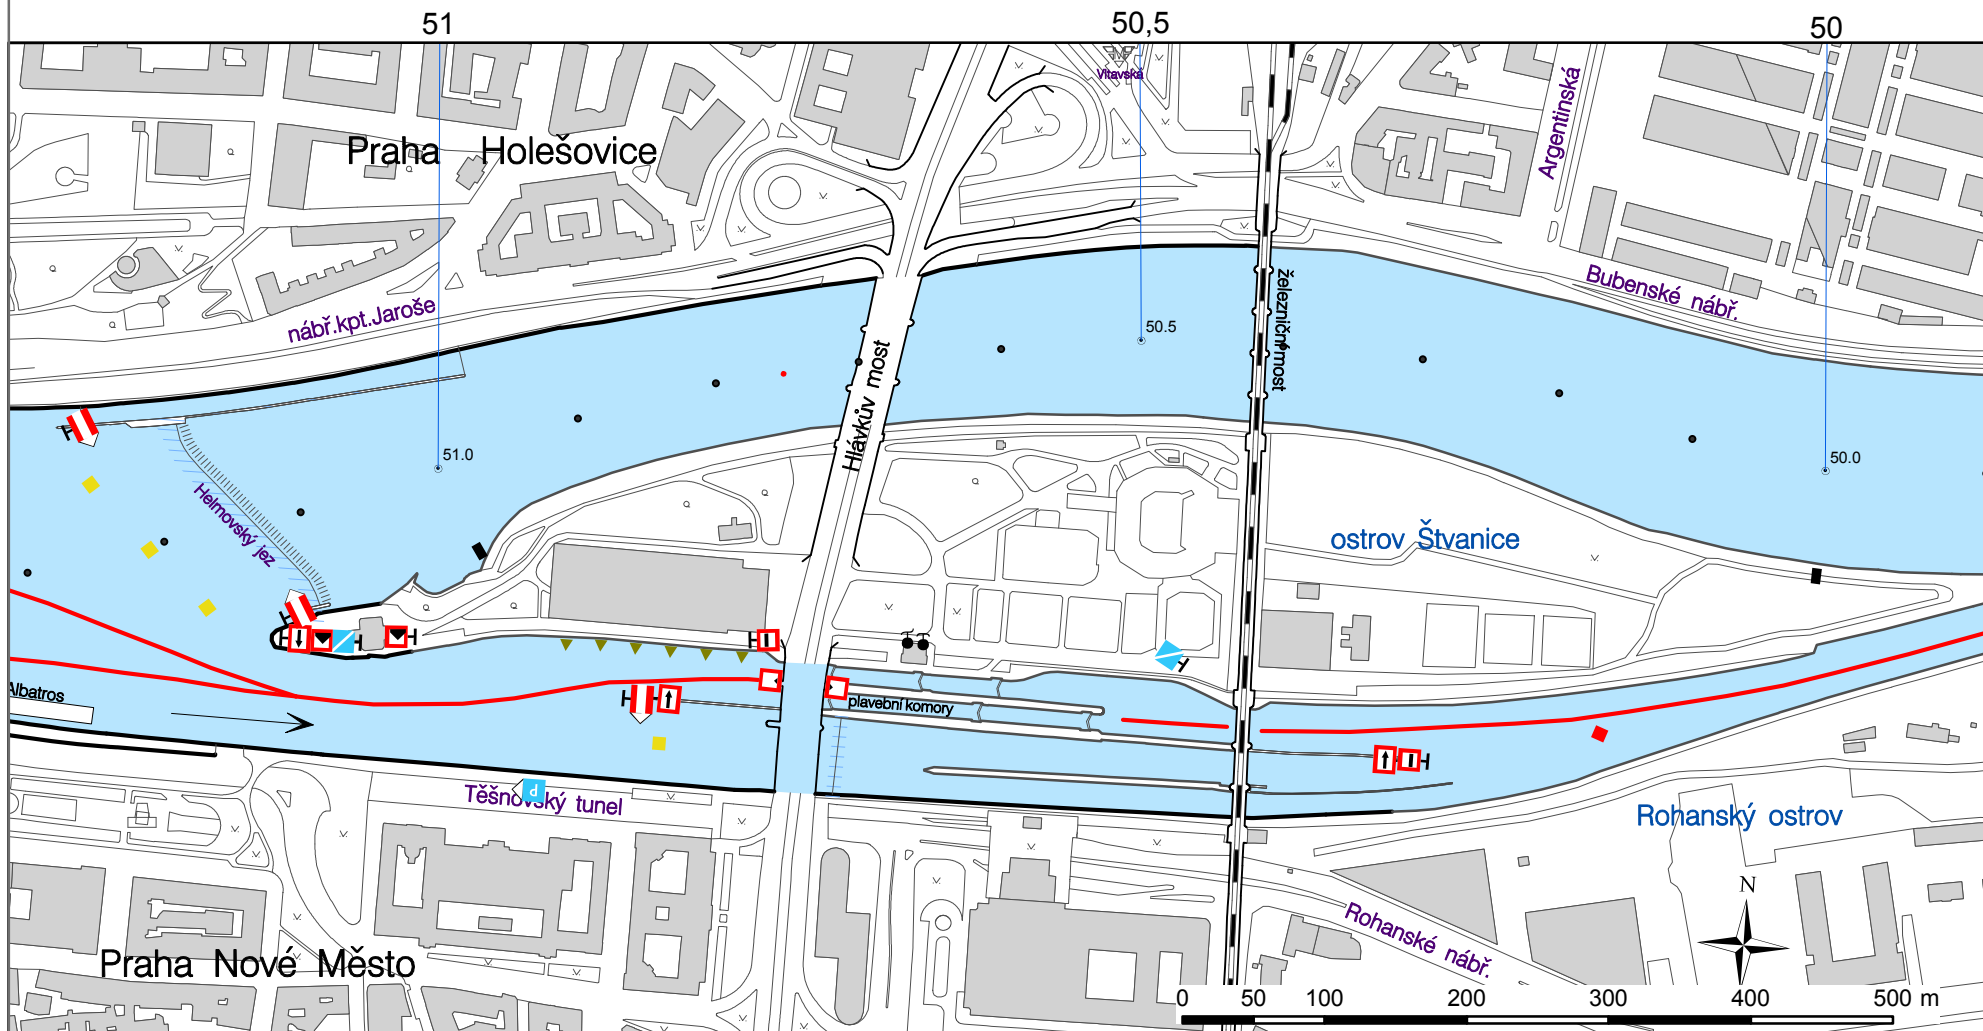 51
50,5
50
Vltavská
Argentinská
Praha Holešovice
železniční most
Bubenské nábř.
nábř.kpt.Jaroše
50.5
Hlávkův most
51.0
50.0
Helmovský jez
ostrov Štvanice
Albatros
plavební komory
P
Těšnovský tunel
Rohanský ostrov
N
Rohanské nábř.
Praha Nové Město
0 50 100 200 300 400 500 m